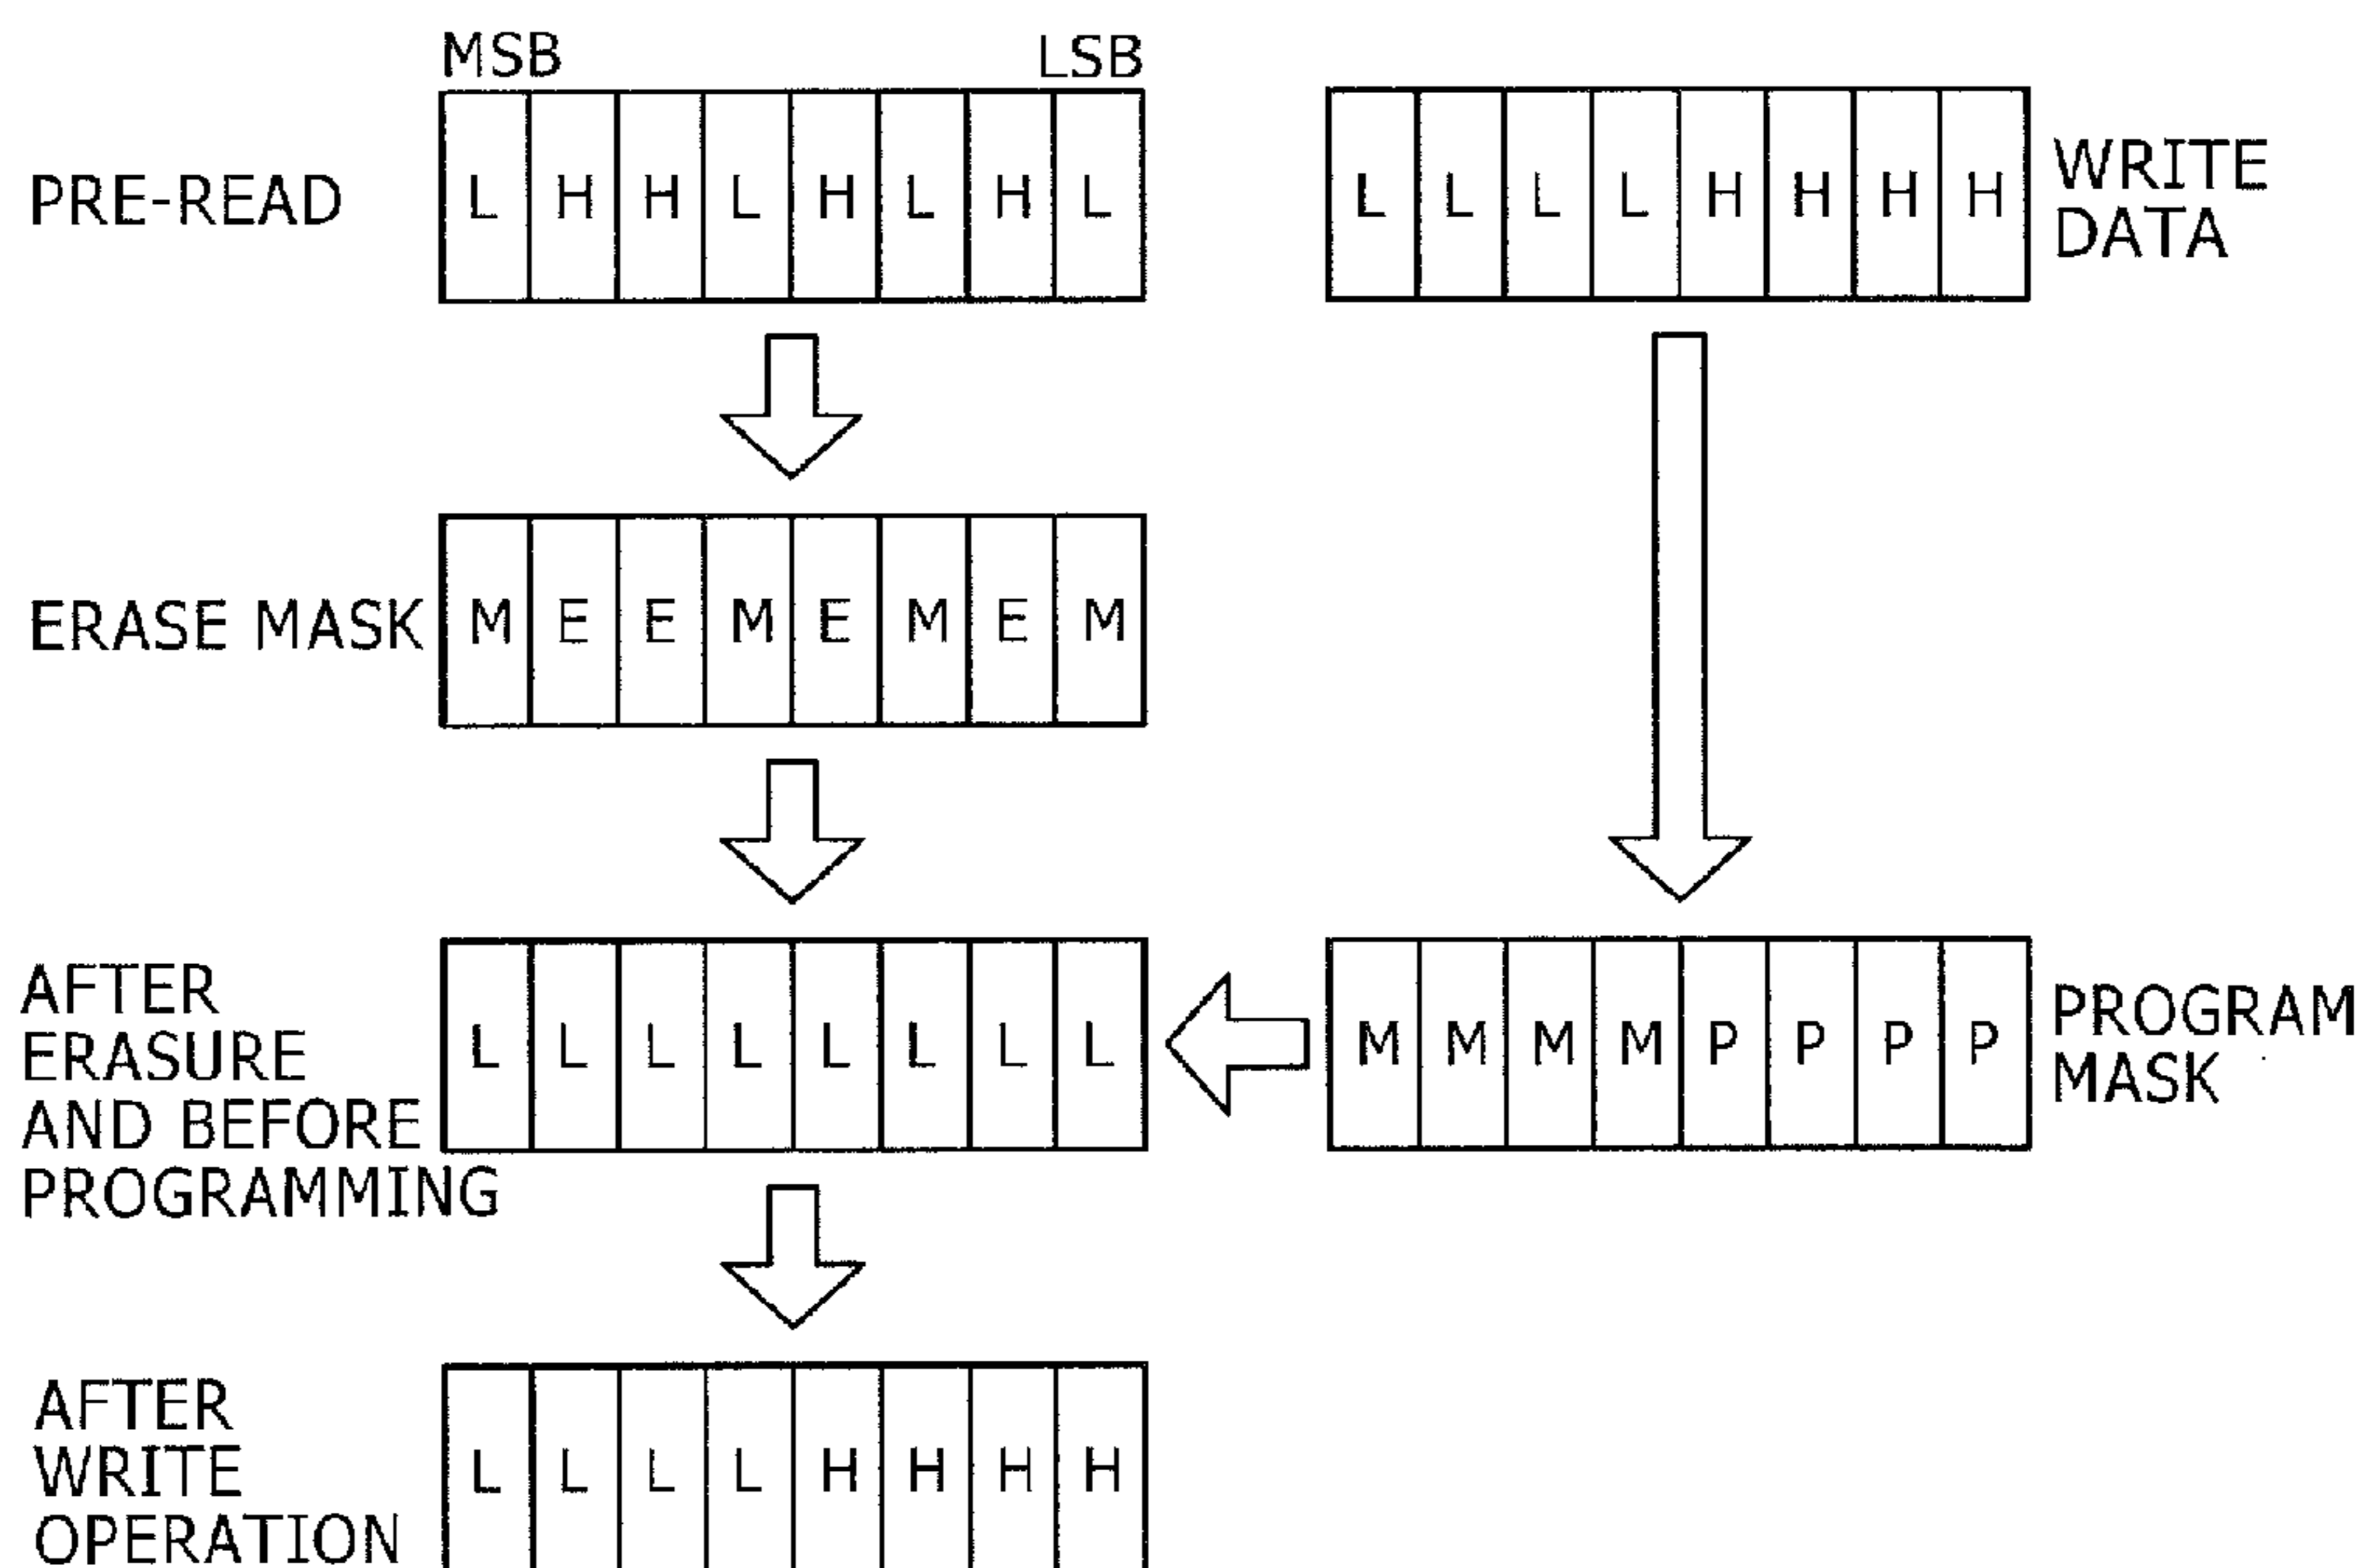 MSB LSB
PRE-READ L H H L H L H L
L L L L H H H H WRITE
DATA
ERASE MASK M E E M E M E M
AFTER
ERASURE
AND BEFORE
PROGRAMMING
L L L L L L L L
M M M M P P P P
PROGRAM
MASK
AFTER
WRITE
OPERATION
L L L L H H H H